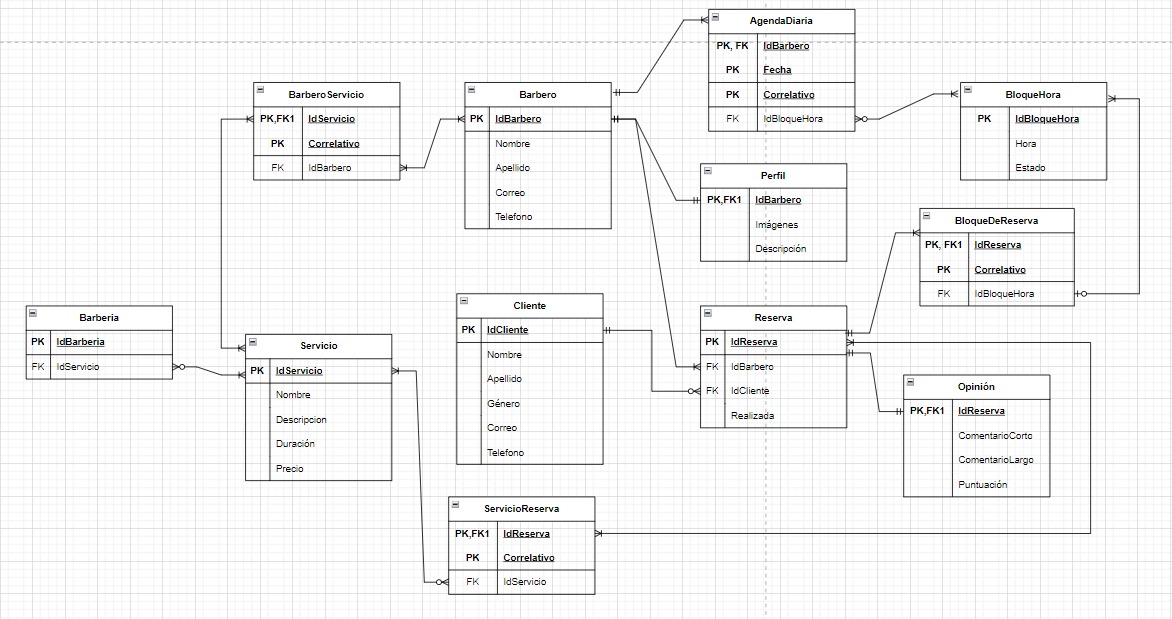 AgendaDiaria
PK, FK IdBarbero
PK Fecha
PK Correlativo
FK IdBloqueHora
BarberoServicio
PK,FK1 IdServicio
PK Correlativo
FK IdBarbero
Barbero
PK IdBarbero
Nombre
Apellido
Correo
Telefono
BloqueHora
PK IdBloqueHora
Hora
Estado
Perfil
PK,FK1 IdBarbero
Imágenes
Descripción
BloqueDeReserva
PK, FK1 IdReserva
PK Correlativo
FK IdBloqueHora
Barberia
PK IdBarberia
FK IdServicio
Servicio
PK IdServicio
Nombre
Descripcion
Duración
Precio
Cliente
PK IdCliente
Nombre
Apellido
Género
Correo
Telefono
Reserva
PK IdReserva
FK IdBarbero
FK IdCliente
Realizada
Opinión
PK,FK1 IdReserva
ComentarioCorto
ComentarioLargo
Puntuación
ServicioReserva
PK,FK1 IdReserva
PK Correlativo
FK IdServicio